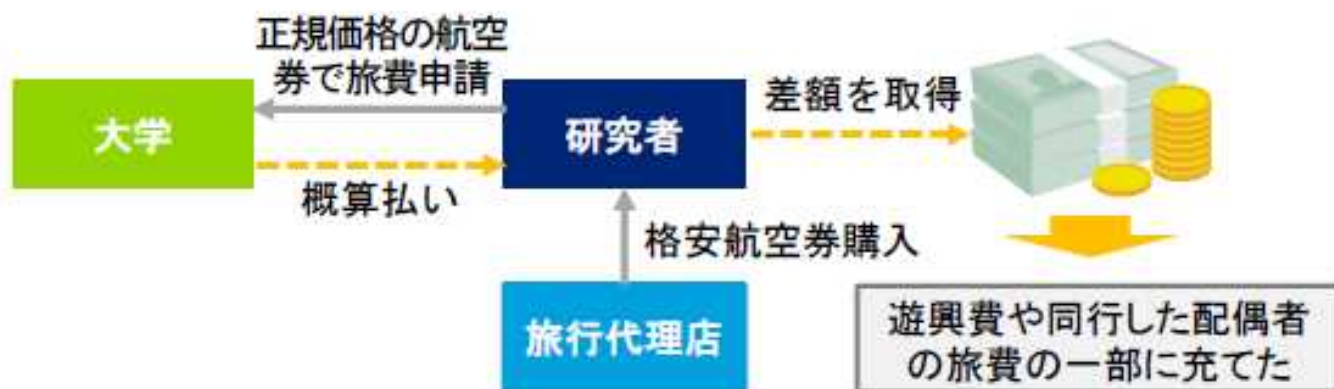 正規価格の航空
券で旅費申請
大学
研究者
差額を取得
概算払い
格安航空券購入
旅行代理店
遊興費や同行した配偶者
の旅費の一部に充てた